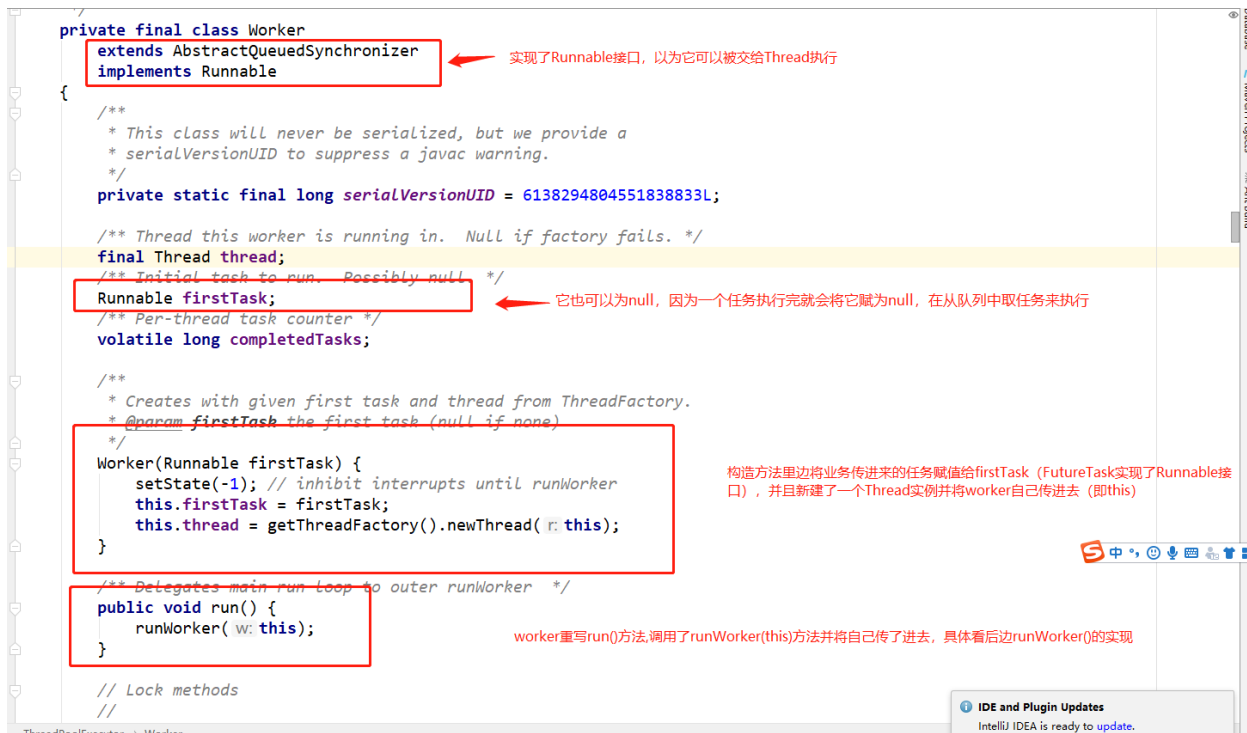 */
private final class Worker
extends AbstractQueuedSynchronizer
implements Runnable
实现了Runnable接口，以为它可以被交给Thread执行
{
/**
* This class will never be serialized, but we provide a
* serialVersionUID to suppress a javac warning.
*/
private static final long serialVersionUID = 6138294804551838833L;
/** Thread this worker is running in.  Null if factory fails. */
final Thread thread;
/** Initial task to run.  Possibly null. */
Runnable firstTask;
它也可以为null，因为一个任务执行完就会将它赋为null，在从队列中取任务来执行
/** Per-thread task counter */
volatile long completedTasks;
/**
* Creates with given first task and thread from ThreadFactory.
* @param firstTask the first task (null if none)
*/
Worker(Runnable firstTask) {
setState(-1); // inhibit interrupts until runWorker
this.firstTask = firstTask;
this.thread = getThreadFactory().newThread( r: this);
}
构造方法里边将业务传进来的任务赋值给firstTask（FutureTask实现了Runnable接
口），并且新建了一个Thread实例并将worker自己传进去（即this）
中
/** Delegates main run loop to outer runWorker  */
public void run() {
runWorker( w: this);
}
worker重写run()方法,调用了runWorker(this)方法并将自己传了进去，具体看后边runWorker()的实现
// Lock methods
//
IDE and Plugin Updates
IntelliJ IDEA is ready to update.